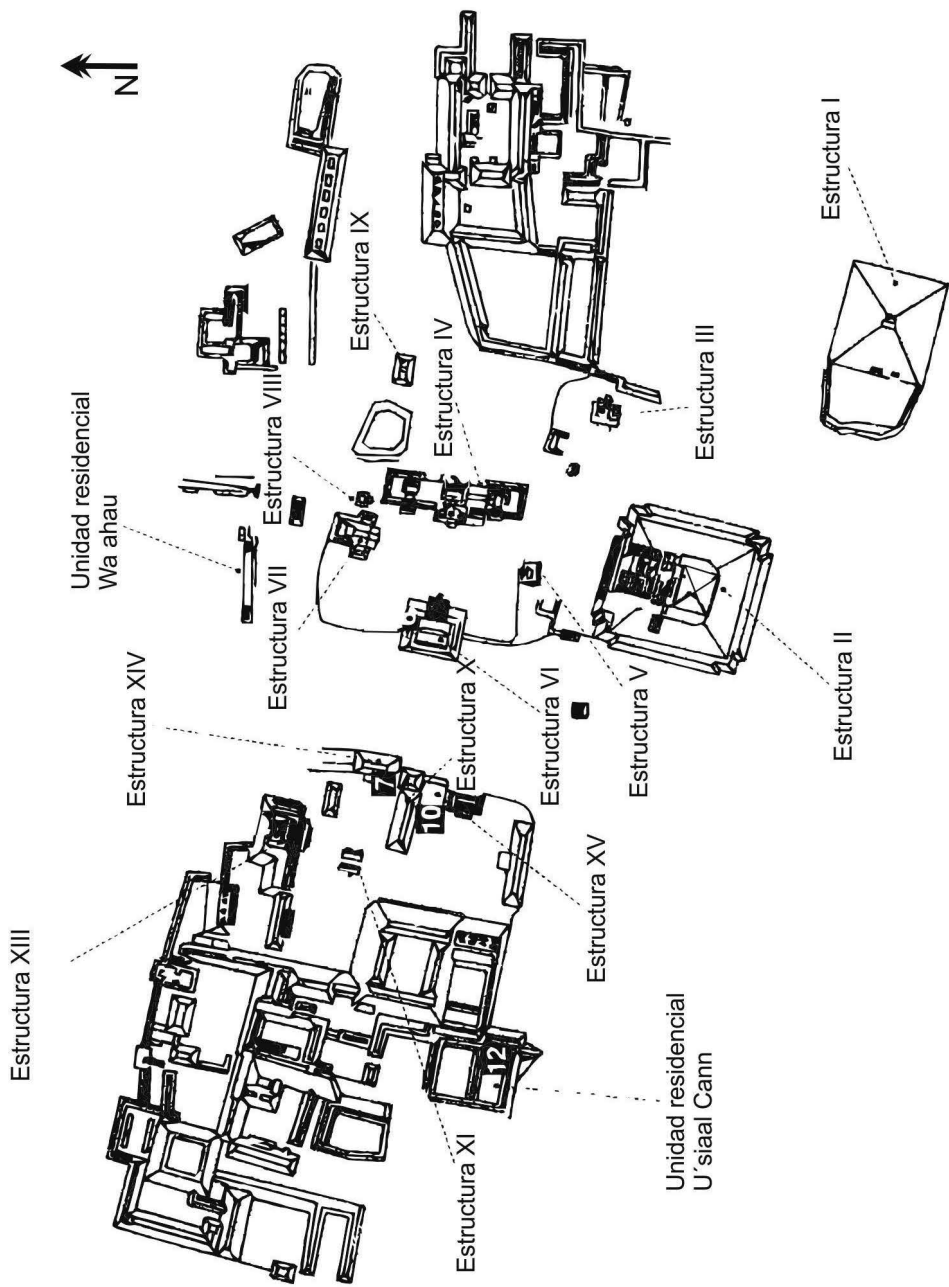 Estructura XIII
Unidad residencial
Wa ahau
N
Estructura XIV
Estructura VII
Estructura VIII
Estructura IX
7
10
12
Estructura XI
Estructura X
Estructura IV
Estructura VI
Estructura XV
Estructura V
Unidad residencial
U´siaal Cann
Estructura III
Estructura II
Estructura I